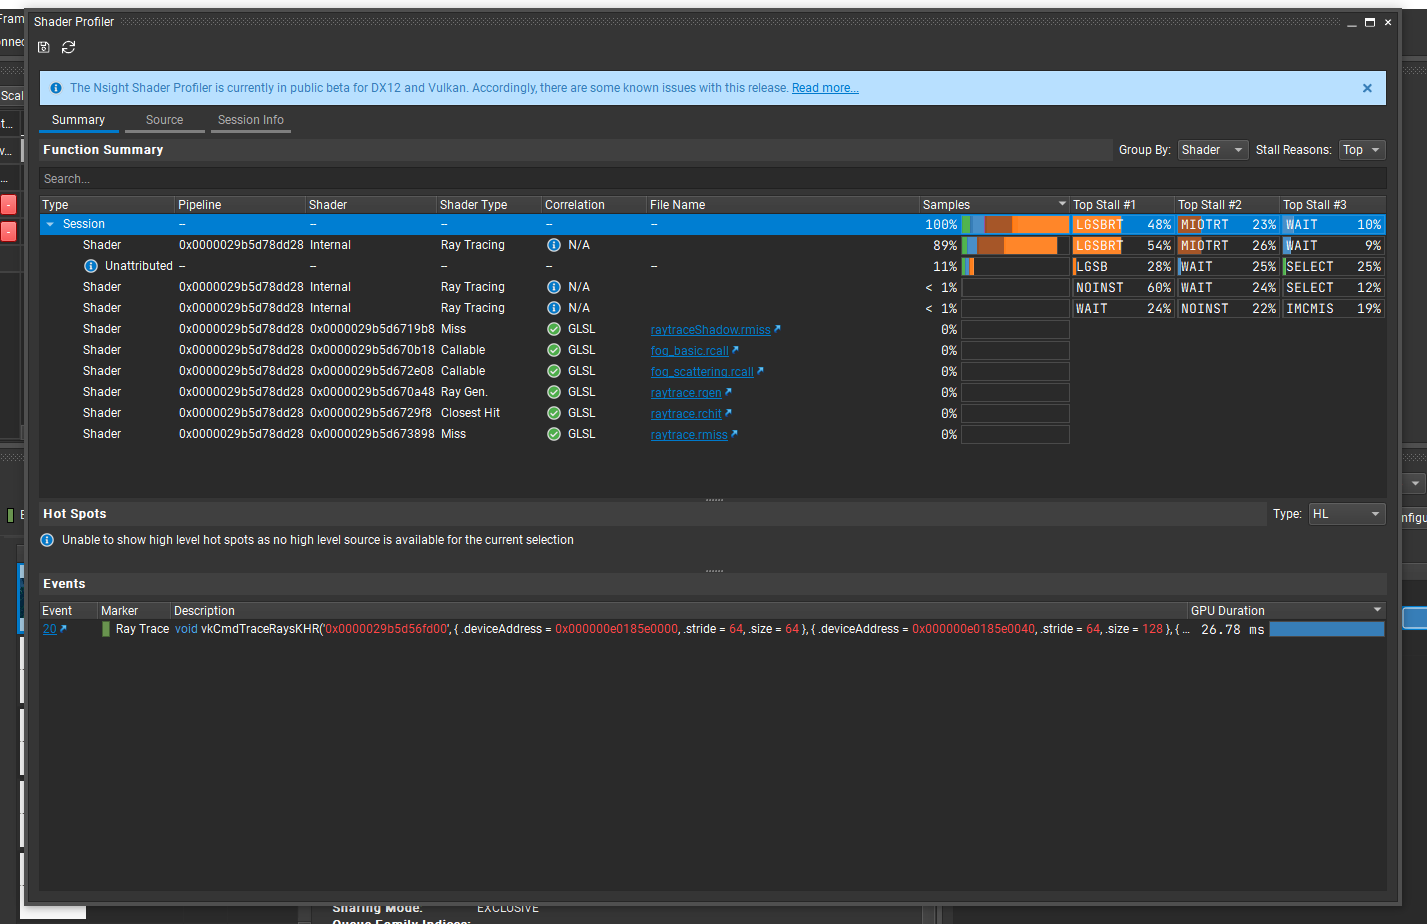 Fram
Shader Profiler
onnec
The Nsight Shader Profiler is currently in public beta for DX12 and Vulkan. Accordingly, there are some known issues with this release. Read more...
Scal
Summary Source Session Info
Function Summary Group By: Shader Stall Reasons: Top
Search...
Type Pipeline Shader Shader Type Correlation File Name Samples Top Stall #1 Top Stall #2 Top Stall #3
Session – – – – – 100% LGSBRT 48% MIOTRT 23% WAIT 10%
Shader 0x0000029b5d78dd28 Internal Ray Tracing N/A 89% LGSBRT 54% MIOTRT 26% WAIT 9%
Unattributed – – – – – 11% LGSB 28% WAIT 25% SELECT 25%
Shader 0x0000029b5d78dd28 Internal Ray Tracing N/A < 1% NOINST 60% WAIT 24% SELECT 12%
Shader 0x0000029b5d78dd28 Internal Ray Tracing N/A < 1% WAIT 24% NOINST 22% IMCMIS 19%
Shader 0x0000029b5d78dd28 0x0000029b5d6719b8 Miss GLSL raytraceShadow.rmiss 0%
Shader 0x0000029b5d78dd28 0x0000029b5d670b18 Callable GLSL fog_basic.rcall 0%
Shader 0x0000029b5d78dd28 0x0000029b5d672e08 Callable GLSL fog_scattering.rcall 0%
Shader 0x0000029b5d78dd28 0x0000029b5d670a48 Ray Gen. GLSL raytrace.rgen 0%
Shader 0x0000029b5d78dd28 0x0000029b5d6729f8 Closest Hit GLSL raytrace.rchit 0%
Shader 0x0000029b5d78dd28 0x0000029b5d673898 Miss GLSL raytrace.rmiss 0%
Hot Spots Type: HL
Unable to show high level hot spots as no high level source is available for the current selection
nfigu
Events
Event Marker Description GPU Duration
20 Ray Trace void vkCmdTraceRaysKHR('0x0000029b5d56fd00', { .deviceAddress = 0x000000e0185e0000, .stride = 64, .size = 64 }, { .deviceAddress = 0x000000e0185e0040, .stride = 64, .size = 128 }, { ... 26.78 ms
Sharing Mode: EXCLUSIVE
Queue Family Indices: